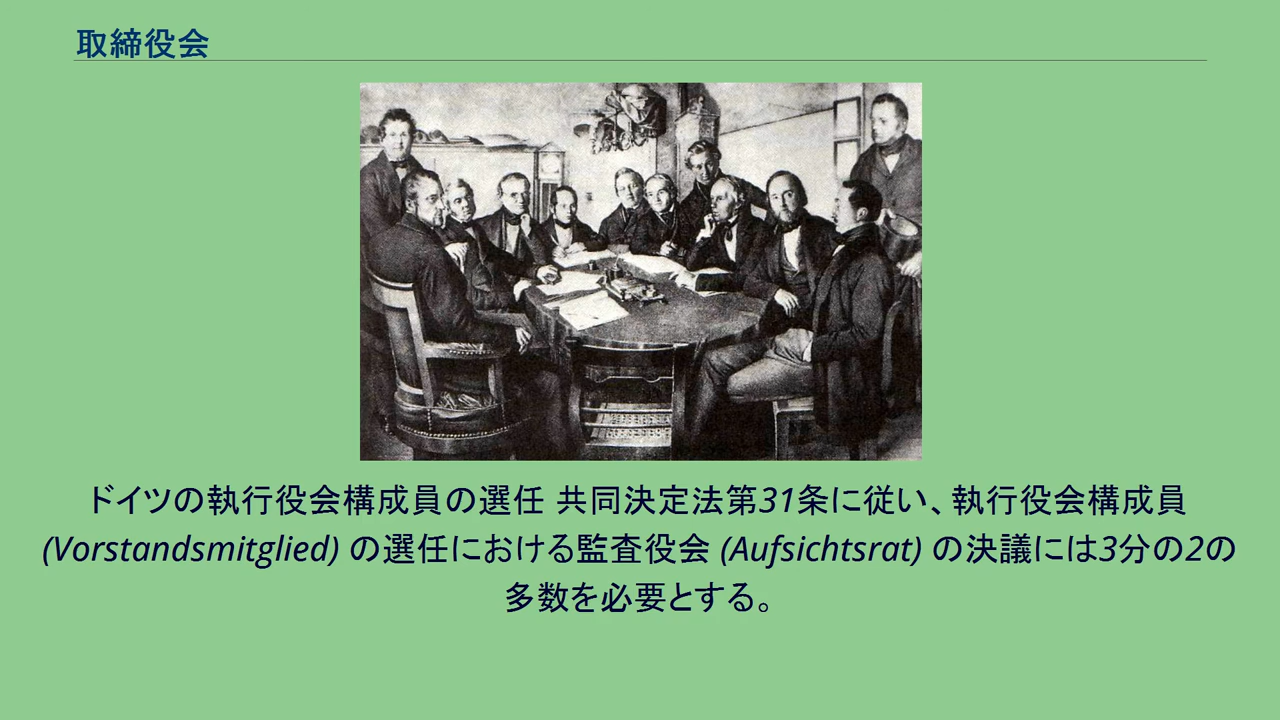 取締役会
ドイツの執行役会構成員の選任 共同決定法第31条に従い、執行役会構成員
(Vorstandsmitglied) の選任における監査役会 (Aufsichtsrat) の決議には3分の2の
多数を必要とする。